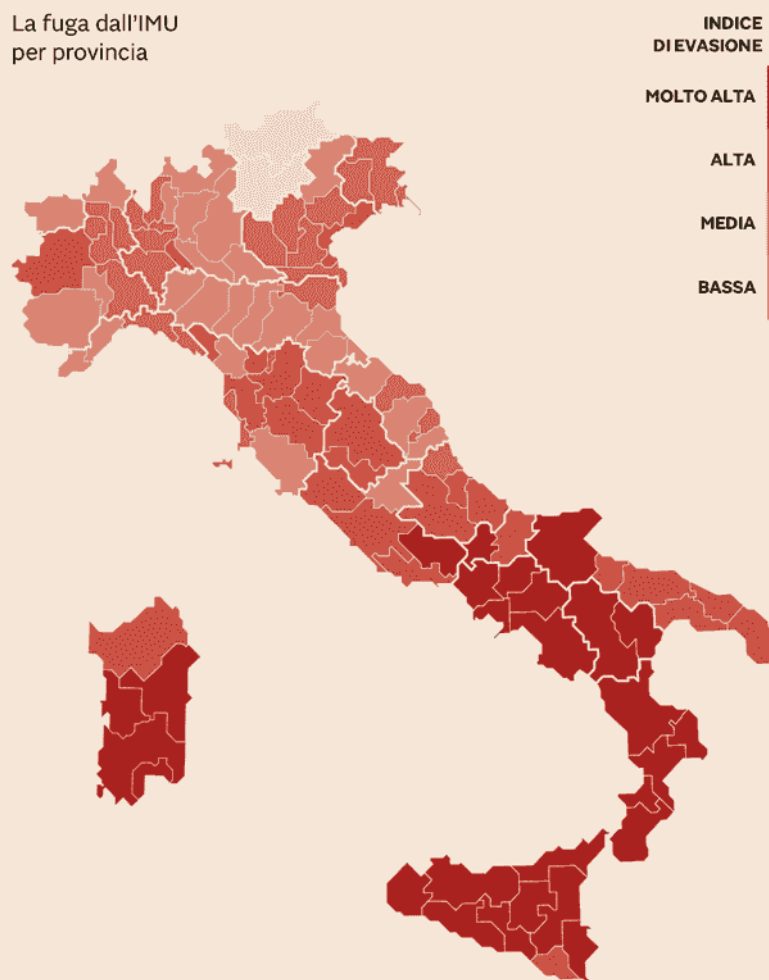 La fuga dall'IMU
per provincia
INDICE
DI EVASIONE
MOLTO ALTA
ALTA
MEDIA
BASSA